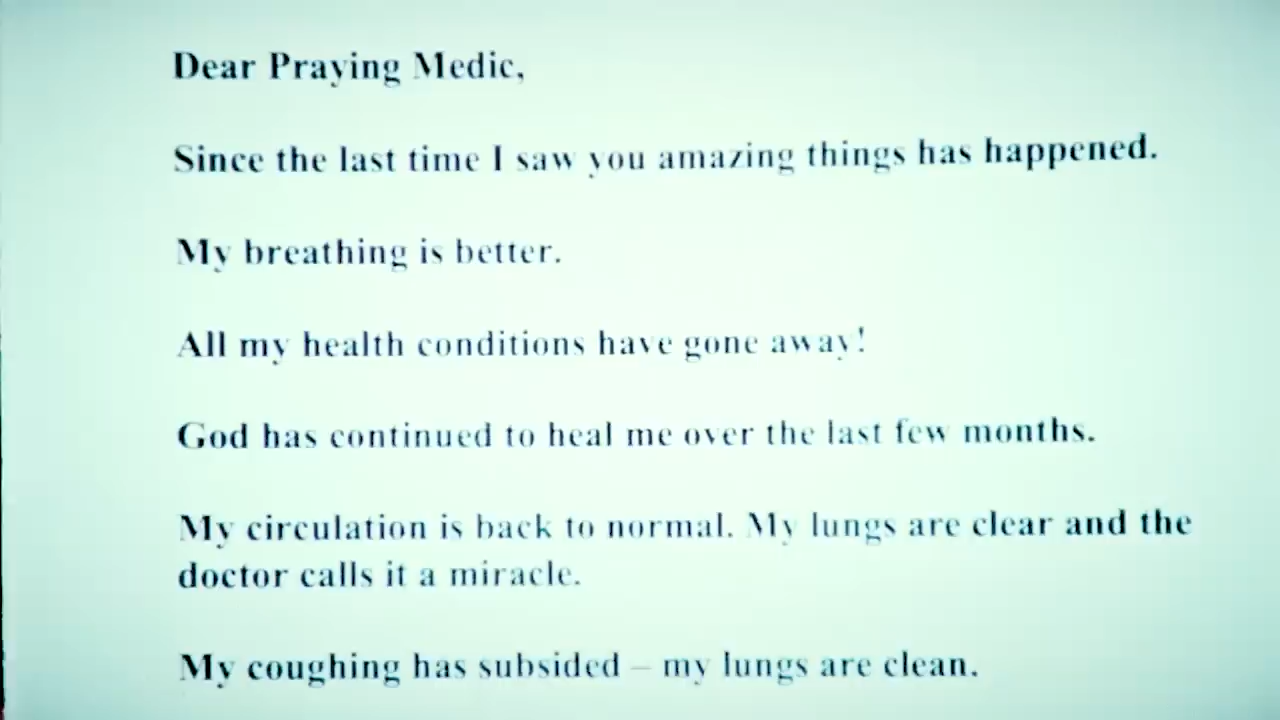 Dear Praying Medic,
Since the last time I saw you amazing things has happened.
My breathing is better.
All my health conditions have gone away!
God has continued to heal me over the last few months.
My circulation is back to normal. My lungs are clear and the
doctor calls it a miracle.
My coughing has subsided – my lungs are clean.